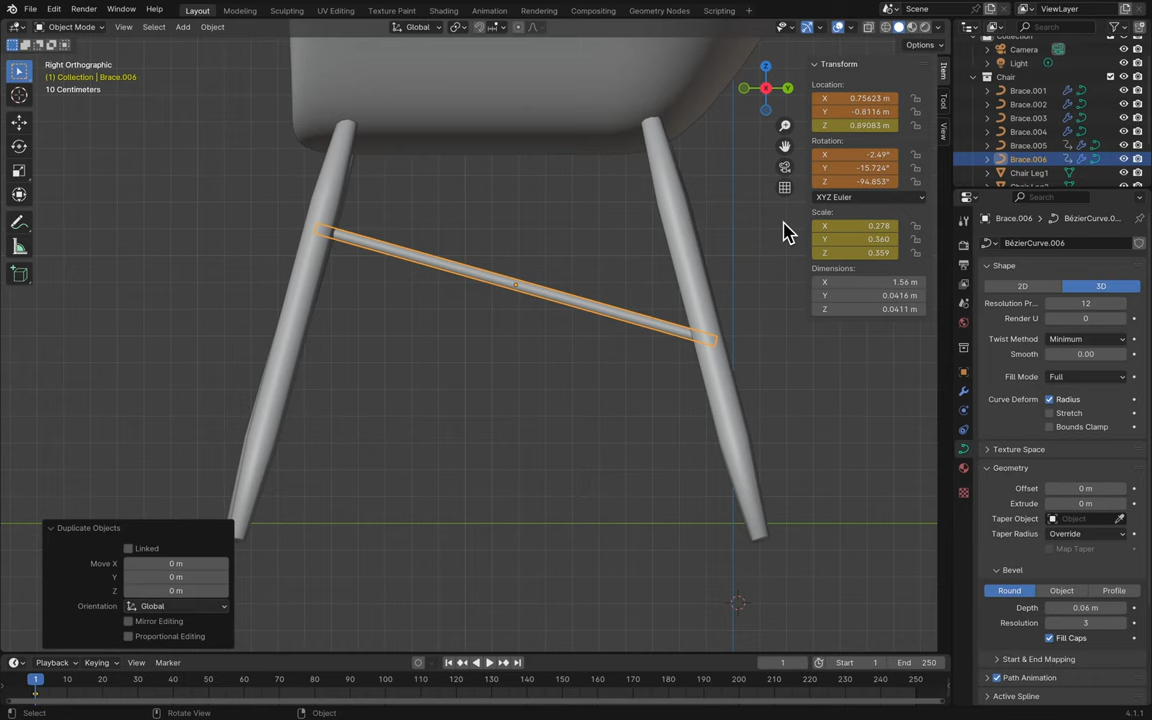 File Edit Render Window Help Layout Modeling Sculpting UV Editing Texture Paint Shading Animation Rendering Compositing Geometry Nodes Scripting Scene ViewLayer
Object Mode View Select Add Object Global
Options
Right Orthographic
(1) Collection | Brace.006
10 Centimeters
Z
X
Y
Item
Tool
View
Transform
Location:
X 0.75623 m
Y -0.8116 m
Z 0.89083 m
Rotation:
X -2.49°
Y -15.724°
Z -94.853°
XYZ Euler
Scale:
X 0.278
Y 0.360
Z 0.359
Dimensions:
X 1.56 m
Y 0.0416 m
Z 0.0411 m
Search
Collection
Camera
Light
Chair
Brace.001
Brace.002
Brace.003
Brace.004
Brace.005
Brace.006
Chair Leg1
Search
Brace.006 > BézierCurve.0...
BézierCurve.006
Shape
2D 3D
Resolution Pr... 12
Render U 0
Twist Method Minimum
Smooth 0.00
Fill Mode Full
Curve Deform Radius
Stretch
Bounds Clamp
Texture Space
Geometry
Offset 0 m
Extrude 0 m
Taper Object Object
Taper Radius Override
Map Taper
Bevel
Round Object Profile
Depth 0.06 m
Resolution 3
Fill Caps
Start & End Mapping
Path Animation
Active Spline
Duplicate Objects
Linked
Move X 0 m
Y 0 m
Z 0 m
Orientation Global
Mirror Editing
Proportional Editing
Playback Keying View Marker 1 Start 1 End 250
1 10 20 30 40 50 60 70 80 90 100 110 120 130 140 150 160 170 180 190 200 210 220 230 240 250
Select Rotate View Object 4.1.1